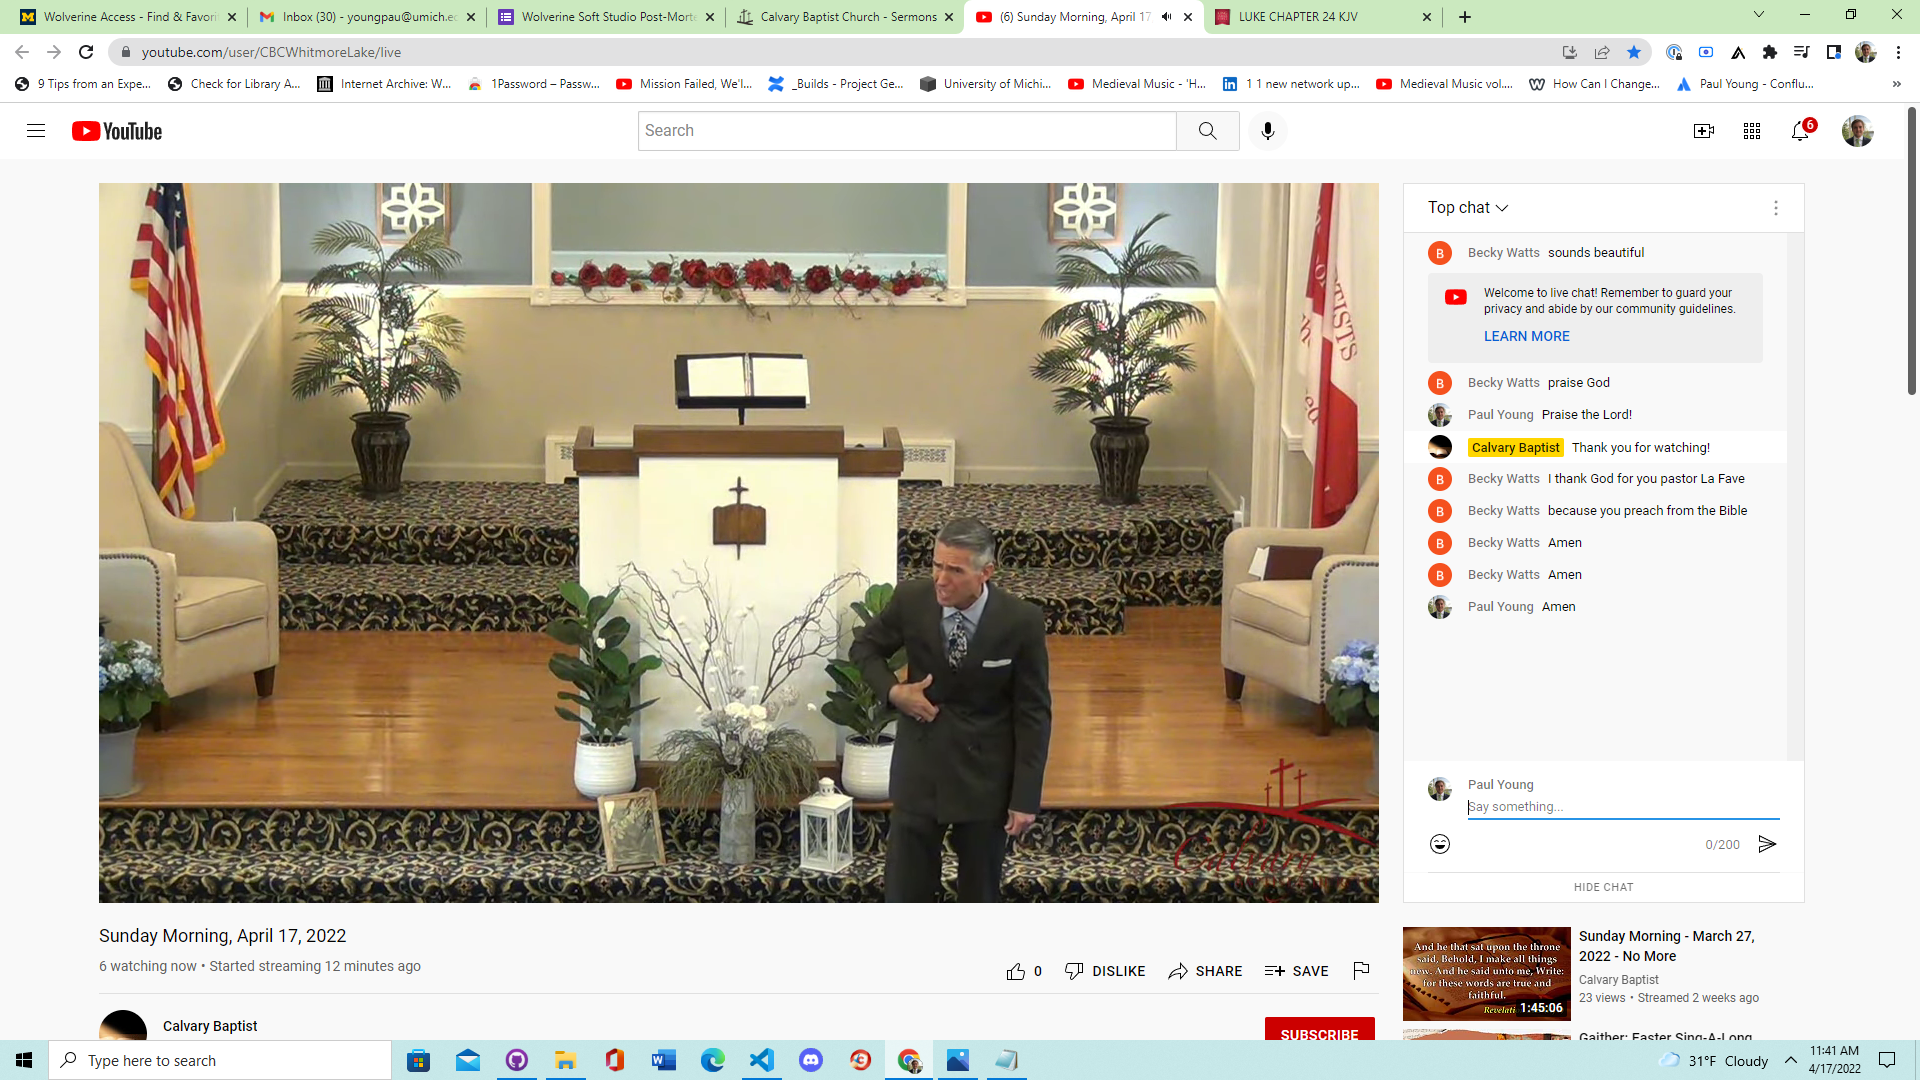 Wolverine Access - Find & Favori
Inbox (30) - youngpau@umich.ed
Wolverine Soft Studio Post-Morte
Calvary Baptist Church - Sermons
(6) Sunday Morning, April 17
LUKE CHAPTER 24 KJV
youtube.com/user/CBCWhitmoreLake/live
9 Tips from an Expe...
Check for Library A...
Internet Archive: W...
1Password – Passw...
Mission Failed, We'l...
_Builds - Project Ge...
University of Michi...
Medieval Music - 'H...
1 1 new network up...
Medieval Music vol....
How Can I Change...
Paul Young - Conflu...
YouTube
Search
6
Top chat
Becky Watts sounds beautiful
Welcome to live chat! Remember to guard your
privacy and abide by our community guidelines.
LEARN MORE
B Becky Watts praise God
Paul Young Praise the Lord!
Calvary Baptist Thank you for watching!
B Becky Watts I thank God for you pastor La Fave
B Becky Watts because you preach from the Bible
B Becky Watts Amen
B Becky Watts Amen
Paul Young Amen
Paul Young
Say something...
0/200
HIDE CHAT
Calvary
Sunday Morning, April 17, 2022
6 watching now • Started streaming 12 minutes ago
0 DISLIKE SHARE SAVE
Calvary Baptist
SUBSCRIBE
And he that sat upon the throne
said, Behold, I make all things
new. And he said unto me, Write:
for these words are true and
faithful.
Revelati
1:45:06
Sunday Morning - March 27,
2022 - No More
Calvary Baptist
23 views • Streamed 2 weeks ago
Gaither: Easter Sing-A-Long
Type here to search
31°F Cloudy
11:41 AM
4/17/2022